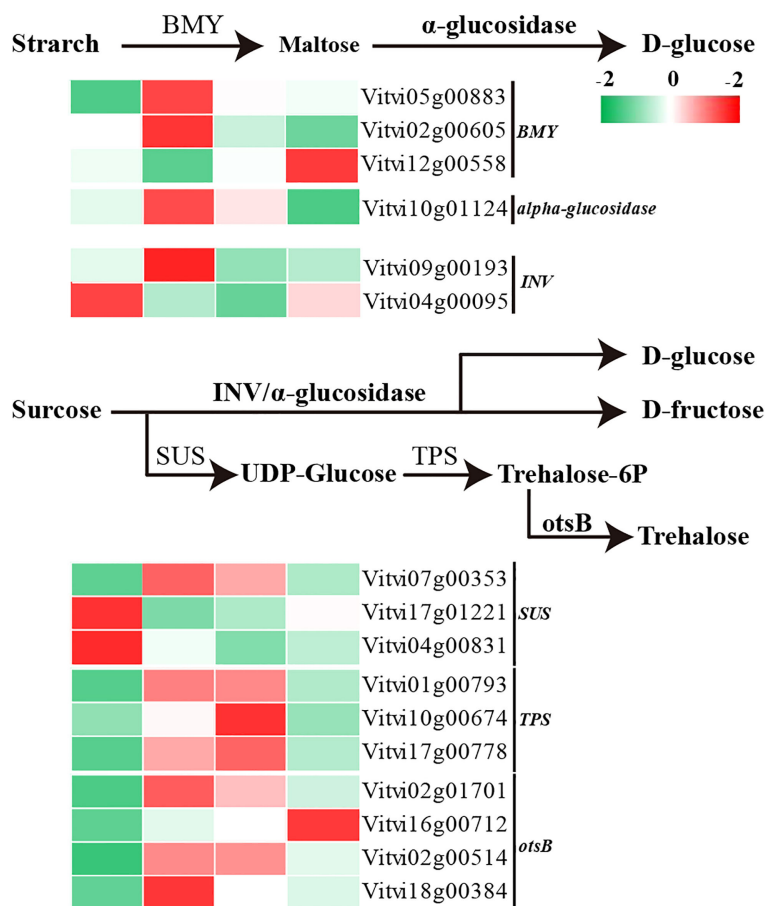 Strarch BMY Maltose α-glucosidase D-glucose
-2 0 -2
Vitvi05g00883
Vitvi02g00605 BMY
Vitvi12g00558
Vitvi10g01124 alpha-glucosidase
Vitvi09g00193 INV
Vitvi04g00095
D-glucose
INV/α-glucosidase
Surcose D-fructose
SUS UDP-Glucose TPS Trehalose-6P
otsB Trehalose
Vitvi07g00353
Vitvi17g01221 SUS
Vitvi04g00831
Vitvi01g00793
Vitvi10g00674 TPS
Vitvi17g00778
Vitvi02g01701
Vitvi16g00712
otsB
Vitvi02g00514
Vitvi18g00384